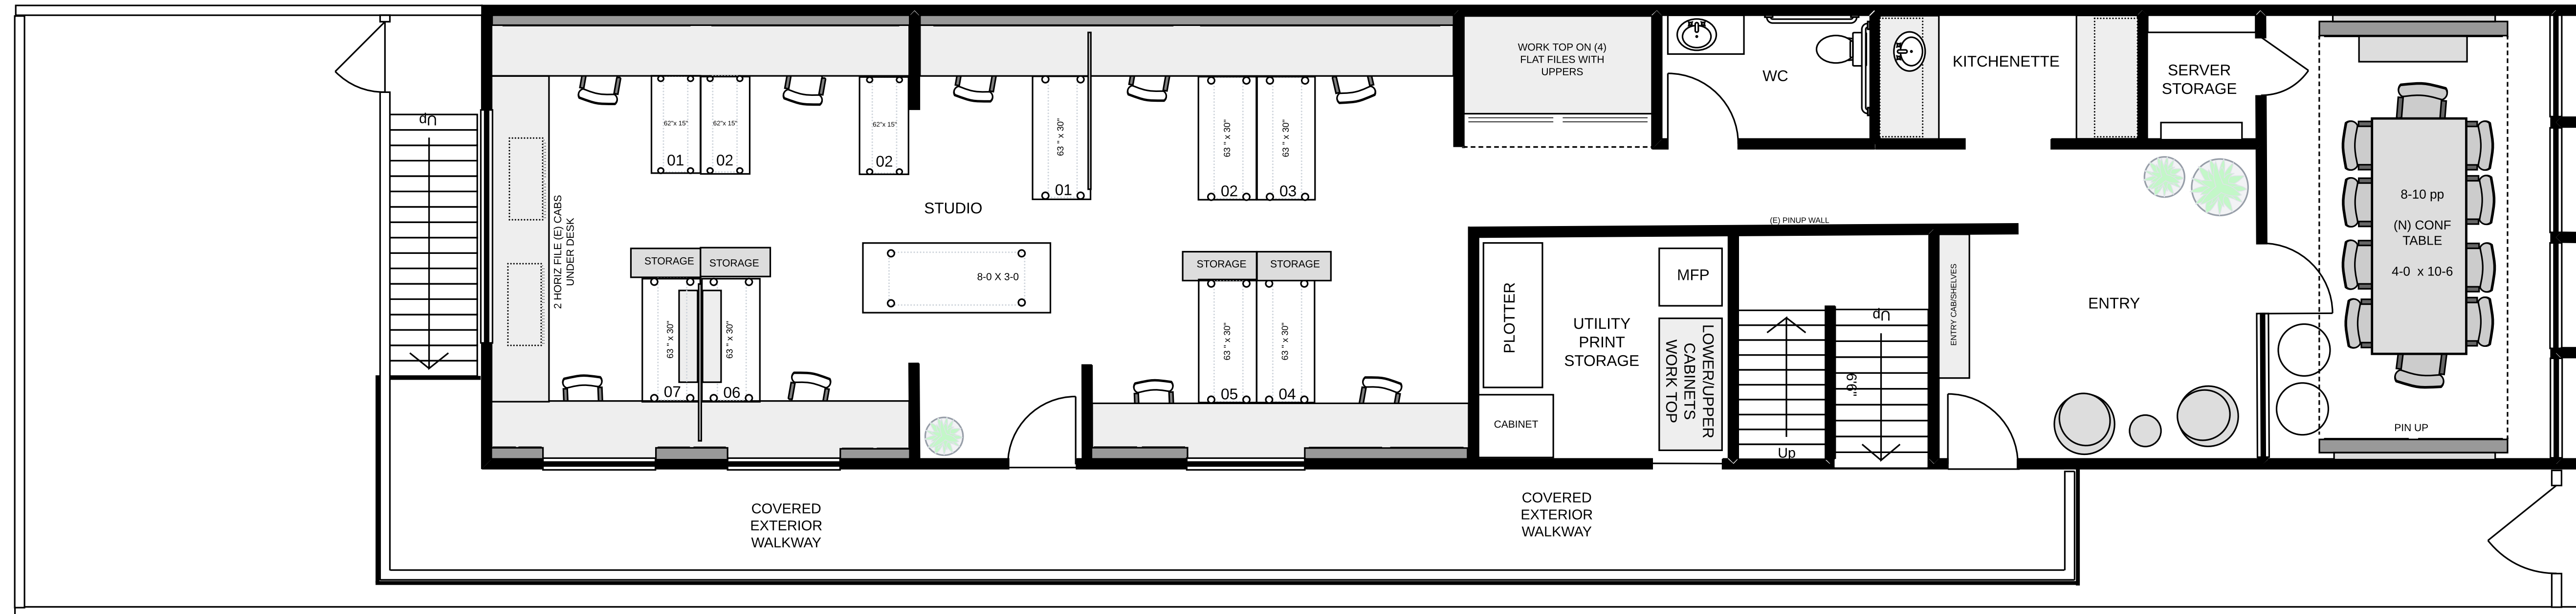 WORK TOP ON (4)
FLAT FILES WITH
UPPERS
WC
KITCHENETTE
SERVER
STORAGE
Up
62"x 15"
62"x 15"
62"x 15"
01
02
02
63 " x 30"
01
63 " x 30"
63 " x 30"
02
03
STUDIO
2 HORIZ FILE (E) CABS
UNDER DESK
(E) PINUP WALL
8-10 pp
(N) CONF
TABLE
4-0 x 10-6
STORAGE
STORAGE
8-0 X 3-0
STORAGE
STORAGE
MFP
PLOTTER
UTILITY
PRINT
STORAGE
LOWER/UPPER
CABINETS
WORK TOP
Up
6'6"
ENTRY CAB/SHELVES
ENTRY
63 " x 30"
63 " x 30"
07
06
63 " x 30"
63 " x 30"
05
04
CABINET
Up
PIN UP
COVERED
EXTERIOR
WALKWAY
COVERED
EXTERIOR
WALKWAY